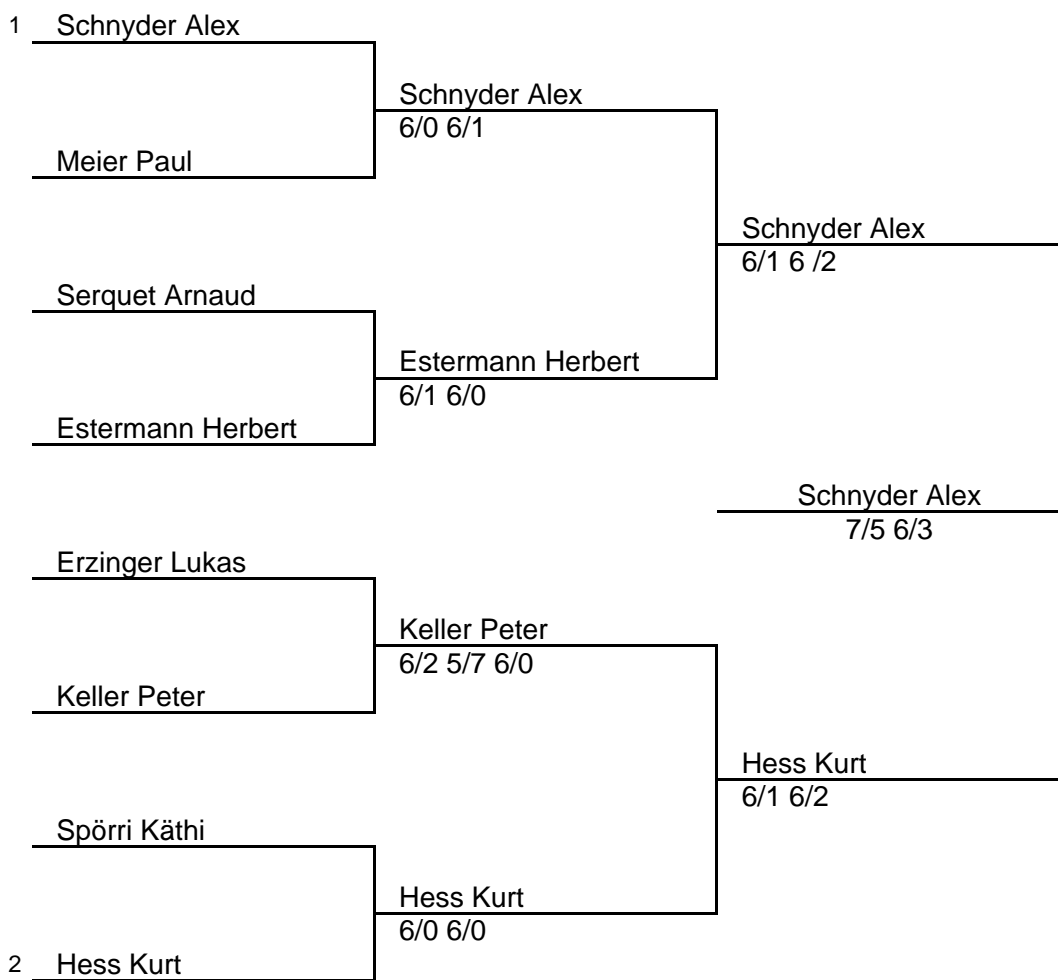 1 Schnyder Alex
Schnyder Alex
6/0 6/1
Meier Paul
Schnyder Alex
6/1 6 /2
Serquet Arnaud
Estermann Herbert
6/1 6/0
Estermann Herbert
Schnyder Alex
7/5 6/3
Erzinger Lukas
Keller Peter
6/2 5/7 6/0
Keller Peter
Hess Kurt
6/1 6/2
Spörri Käthi
Hess Kurt
6/0 6/0
2 Hess Kurt